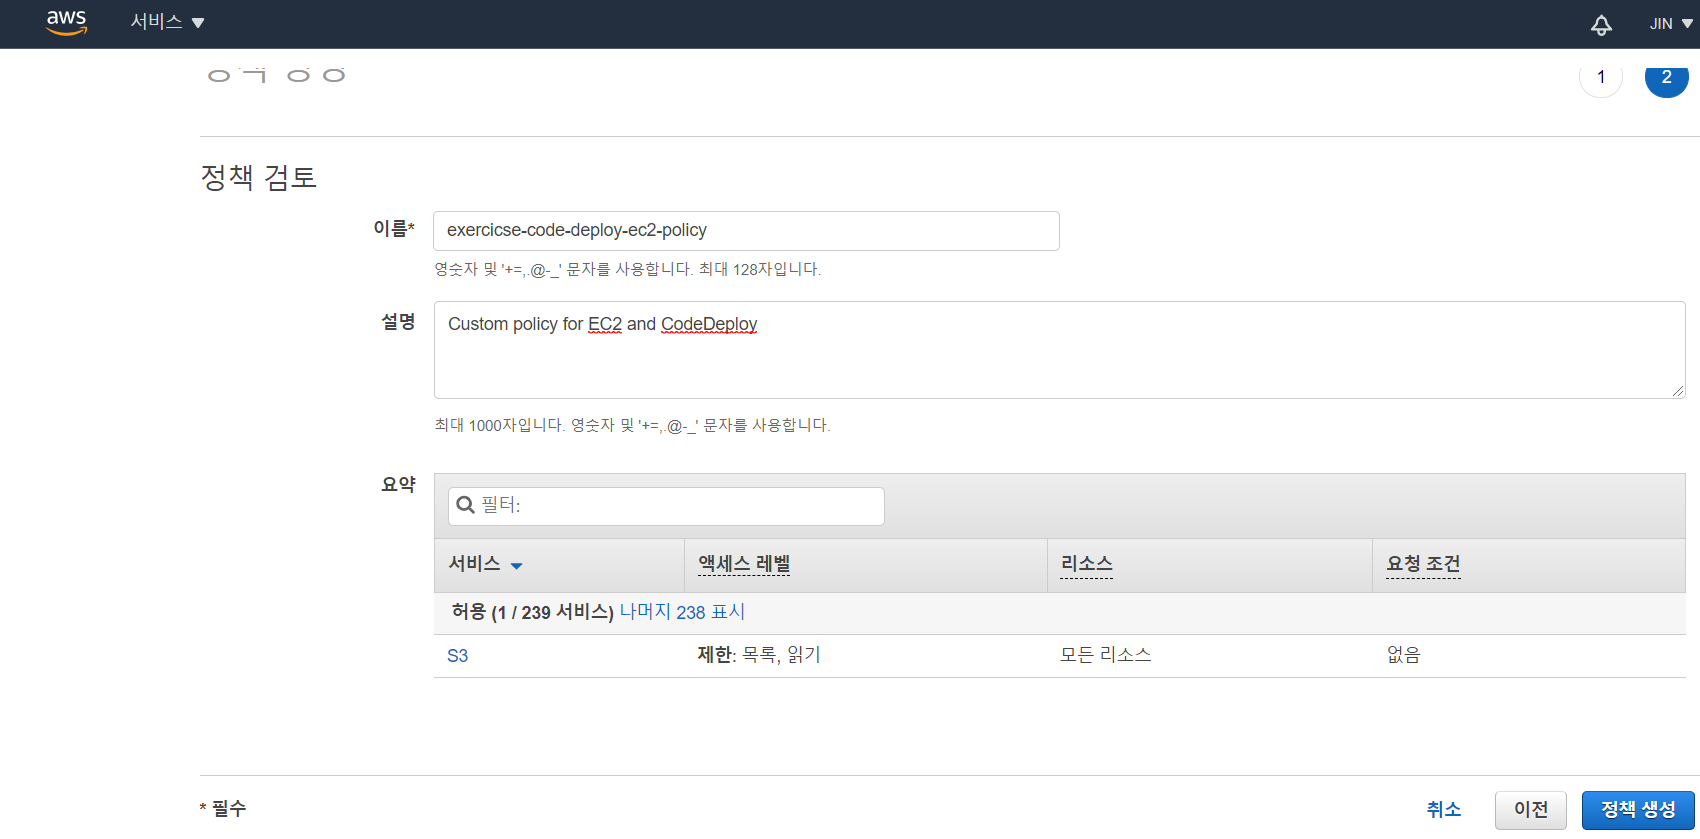 aws 서비스 JIN
정책 생성 1 2
정책 검토
이름* exercicse-code-deploy-ec2-policy
영숫자 및 '+=,.@-_' 문자를 사용합니다. 최대 128자입니다.
설명 Custom policy for EC2 and CodeDeploy
최대 1000자입니다. 영숫자 및 '+=,.@-_' 문자를 사용합니다.
요약 필터:
서비스 액세스 레벨 리소스 요청 조건
허용 (1 / 239 서비스) 나머지 238 표시
S3 제한: 목록, 읽기 모든 리소스 없음
* 필수 취소 이전 정책 생성